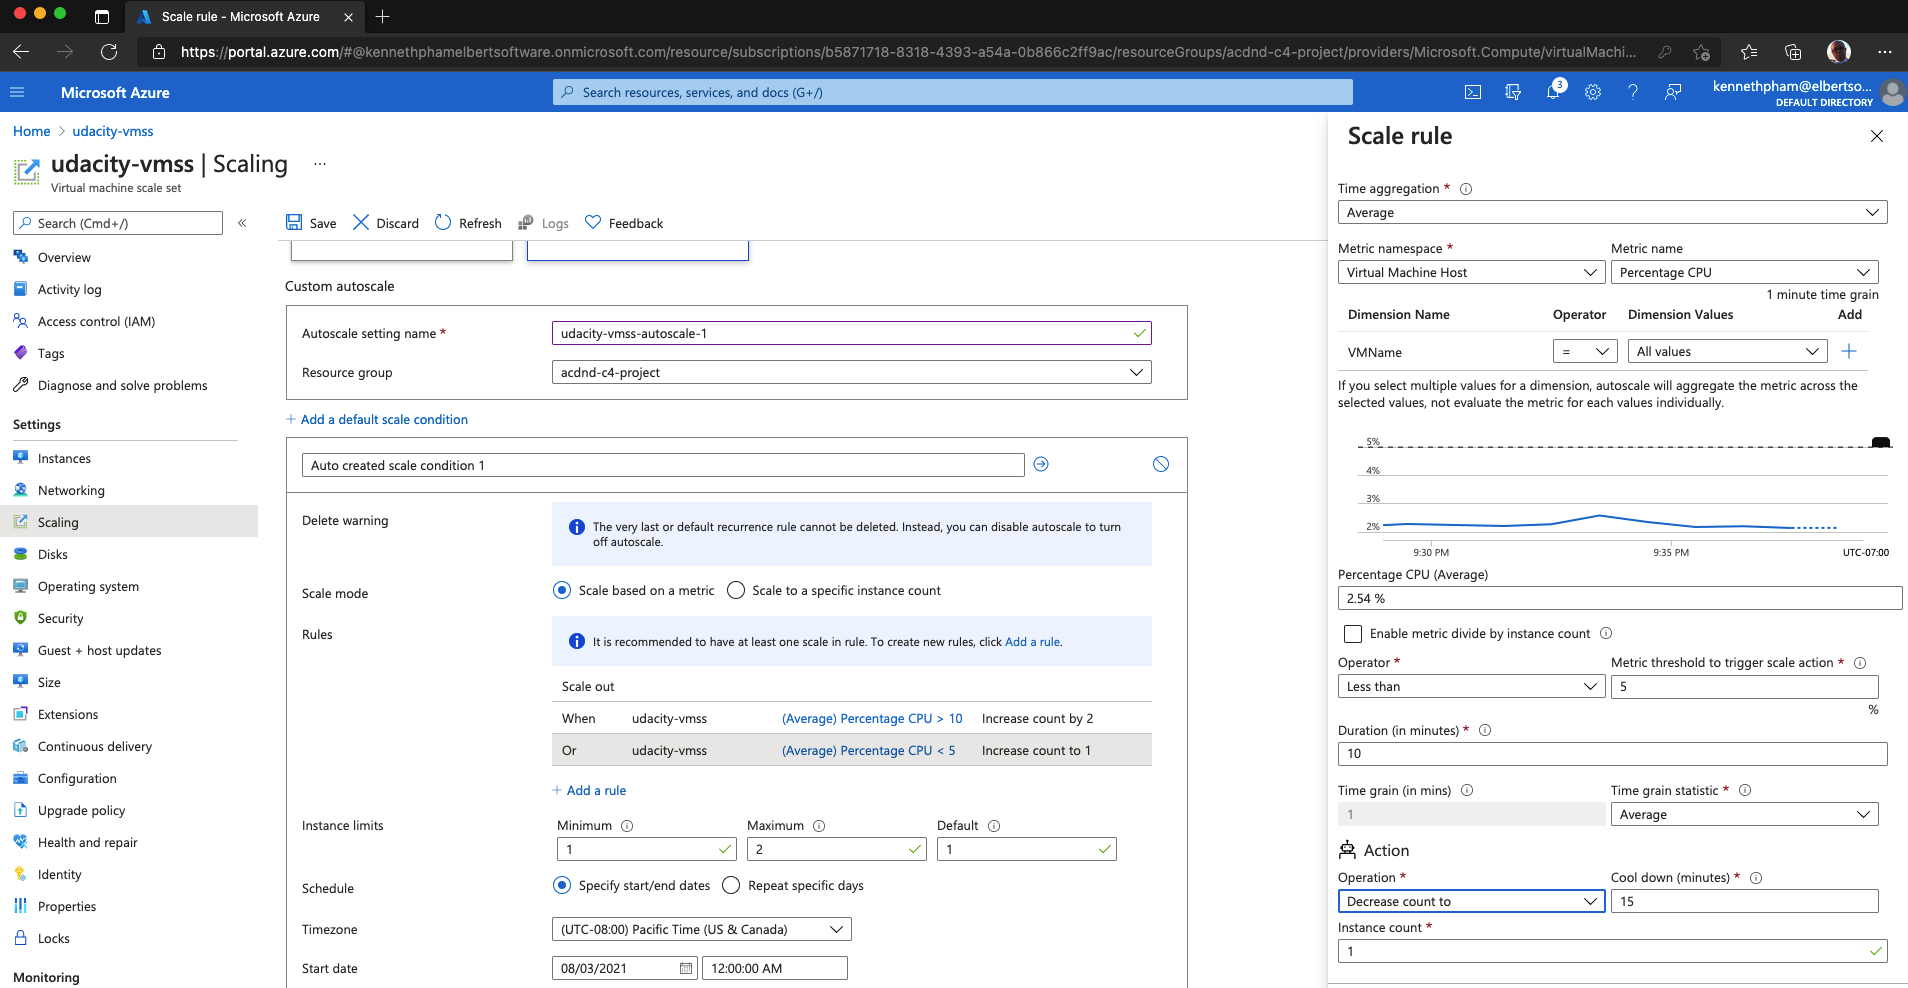 Scale rule - Microsoft Azure
https://portal.azure.com/#@kennethphamelbertsoftware.onmicrosoft.com/resource/subscriptions/b5871718-8318-4393-a54a-0b866c2ff9ac/resourceGroups/acdnd-c4-project/providers/Microsoft.Compute/virtualMachi...
Microsoft Azure
Search resources, services, and docs (G+/)
3
kennethpham@elbertso...
DEFAULT DIRECTORY
Home > udacity-vmss
udacity-vmss | Scaling ...
Virtual machine scale set
Search (Cmd+/)
«
Overview
Activity log
Access control (IAM)
Tags
Diagnose and solve problems
Settings
Instances
Networking
Scaling
Disks
Operating system
Security
Guest + host updates
Size
Extensions
Continuous delivery
Configuration
Upgrade policy
Health and repair
Identity
Properties
Locks
Monitoring
Save Discard Refresh Logs Feedback
Custom autoscale
Autoscale setting name * udacity-vmss-autoscale-1
Resource group acdnd-c4-project
+ Add a default scale condition
Auto created scale condition 1
Delete warning
The very last or default recurrence rule cannot be deleted. Instead, you can disable autoscale to turn
off autoscale.
Scale mode Scale based on a metric Scale to a specific instance count
Rules
It is recommended to have at least one scale in rule. To create new rules, click Add a rule.
Scale out
When udacity-vmss (Average) Percentage CPU > 10 Increase count by 2
Or udacity-vmss (Average) Percentage CPU < 5 Increase count to 1
+ Add a rule
Instance limits Minimum Maximum Default
1 2 1
Schedule Specify start/end dates Repeat specific days
Timezone (UTC-08:00) Pacific Time (US & Canada)
Start date 08/03/2021 12:00:00 AM
Scale rule
Time aggregation *
Average
Metric namespace * Metric name
Virtual Machine Host Percentage CPU
1 minute time grain
Dimension Name Operator Dimension Values Add
VMName = All values +
If you select multiple values for a dimension, autoscale will aggregate the metric across the
selected values, not evaluate the metric for each values individually.
5%
4%
3%
2%
9:30 PM 9:35 PM UTC-07:00
Percentage CPU (Average)
2.54 %
Enable metric divide by instance count
Operator * Metric threshold to trigger scale action *
Less than 5
%
Duration (in minutes) *
10
Time grain (in mins) Time grain statistic *
1 Average
Action
Operation * Cool down (minutes) *
Decrease count to 15
Instance count *
1